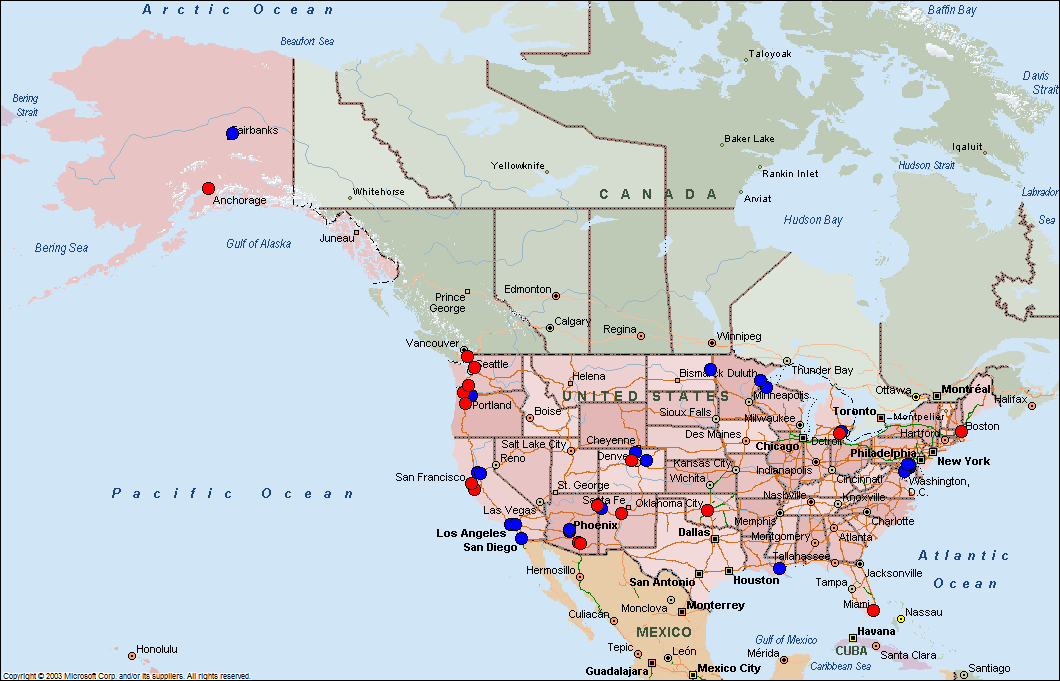 Arctic Ocean
Baffin Bay
Beaufort Sea
Taloyoak
Davis
Strait
Bering
Strait
Fairbanks
Baker Lake
Iqaluit
Yellowknife
Hudson Strait
Rankin Inlet
Whitehorse
CANADA
Arviat
Labrador
Sea
Anchorage
Hudson Bay
Juneau
Gulf of Alaska
Bering Sea
Edmonton
Prince
George
Calgary
Regina
Winnipeg
Vancouver
Seattle
Thunder Bay
Helena
Bismarck
Duluth
Ottawa
Montréal
Halifax
UNITED STATES
Minneapolis
Portland
Boise
Sioux Falls
Toronto
Montpelier
Milwaukee
Boston
Hartford
Des Moines
Chicago
Detroit
Cheyenne
Salt Lake City
Philadelphia
New York
Denver
Reno
Kansas City
Indianapolis
San Francisco
Wichita
Cincinnati
Washington,
D.C.
St. George
Pacific Ocean
Nashville
Knoxville
Las Vegas
Santa Fe
Oklahoma City
Memphis
Charlotte
Phoenix
Los Angeles
Dallas
Montgomery
Atlanta
San Diego
Tallahassee
Atlantic
Ocean
Hermosillo
Jacksonville
San Antonio
Houston
Tampa
Monclova
Monterrey
Miami
Nassau
Culiacán
MEXICO
Havana
Gulf of Mexico
Honolulu
Tepic
León
Mérida
CUBA
Santa Clara
Caribbean Sea
Guadalajara
Mexico City
Santiago
Copyright © 2003 Microsoft Corp. and/or its suppliers. All rights reserved.